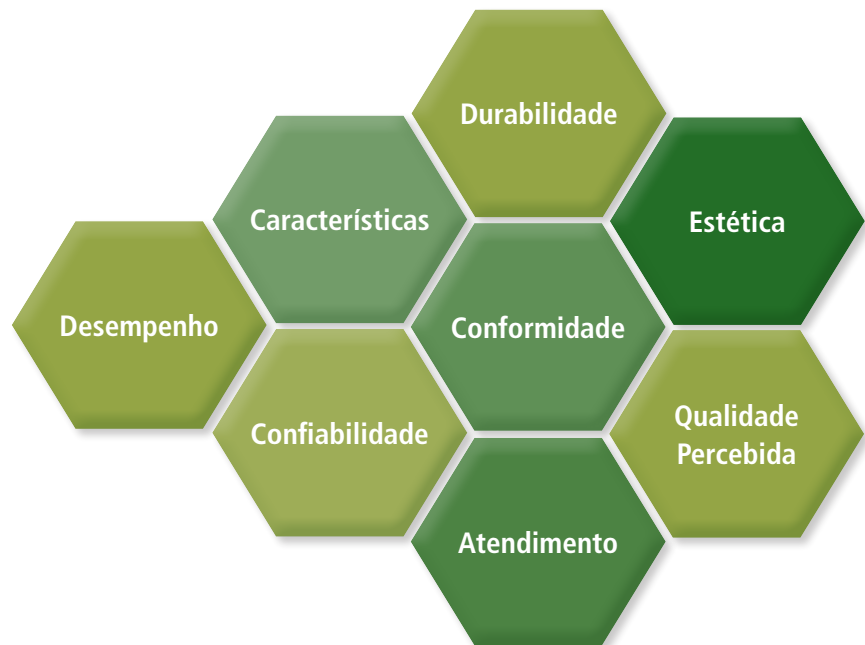 Durabilidade
Características
Estética
Desempenho
Conformidade
Confiabilidade
Qualidade
Percebida
Atendimento